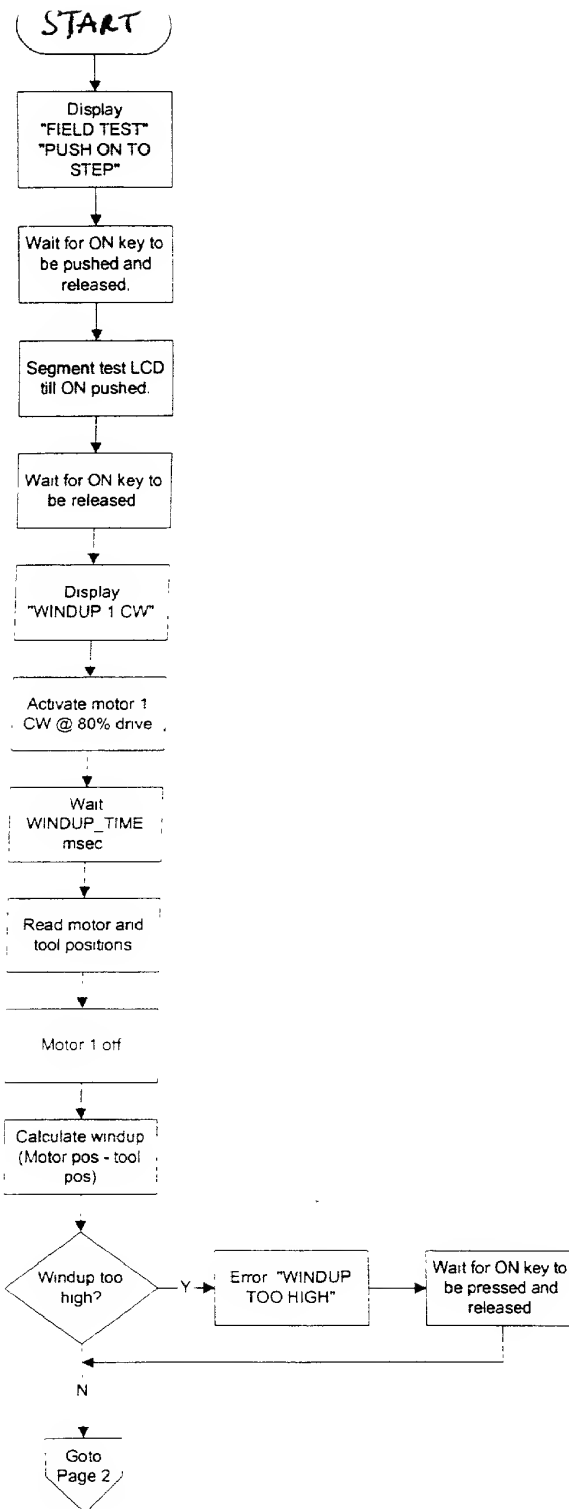 START
Display
"FIELD TEST"
"PUSH ON TO
STEP"
Wait for ON key to
be pushed and
released.
Segment test LCD
till ON pushed.
Wait for ON key to
be released
Display
"WINDUP 1 CW"
Activate motor 1
CW @ 80% drive
Wait
WINDUP_TIME
msec
Read motor and
tool positions
Motor 1 off
Calculate windup
(Motor pos - tool
pos)
Windup too
high?
Y
Error "WINDUP
TOO HIGH"
Wait for ON key to
be pressed and
released
N
Goto
Page 2